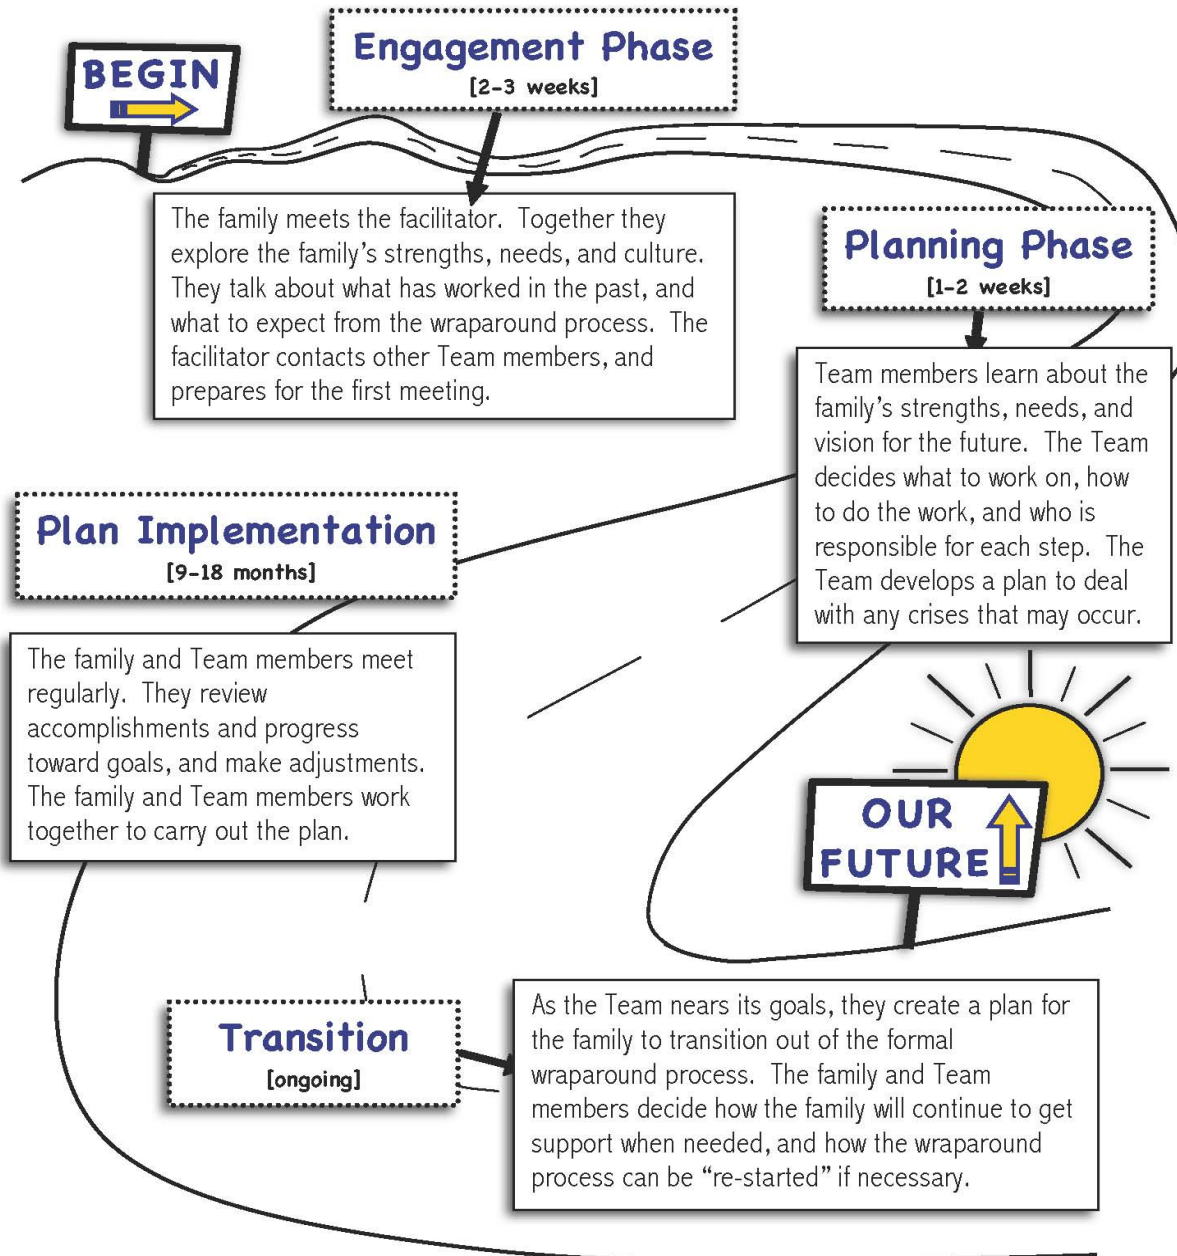 BEGIN
Engagement Phase
[2-3 weeks]
The family meets the facilitator.  Together they
explore the family’s strengths, needs, and culture.
They talk about what has worked in the past, and
what to expect from the wraparound process.  The
facilitator contacts other Team members, and
prepares for the first meeting.
Planning Phase
[1-2 weeks]
Team members learn about the
family’s strengths, needs, and
vision for the future.  The Team
decides what to work on, how
to do the work, and who is
responsible for each step.  The
Team develops a plan to deal
with any crises that may occur.
Plan Implementation
[9-18 months]
The family and Team members meet
regularly.  They review
accomplishments and progress
toward goals, and make adjustments.
The family and Team members work
together to carry out the plan.
Transition
[ongoing]
As the Team nears its goals, they create a plan for
the family to transition out of the formal
wraparound process.  The family and Team
members decide how the family will continue to get
support when needed, and how the wraparound
process can be “re-started” if necessary.
OUR
FUTURE